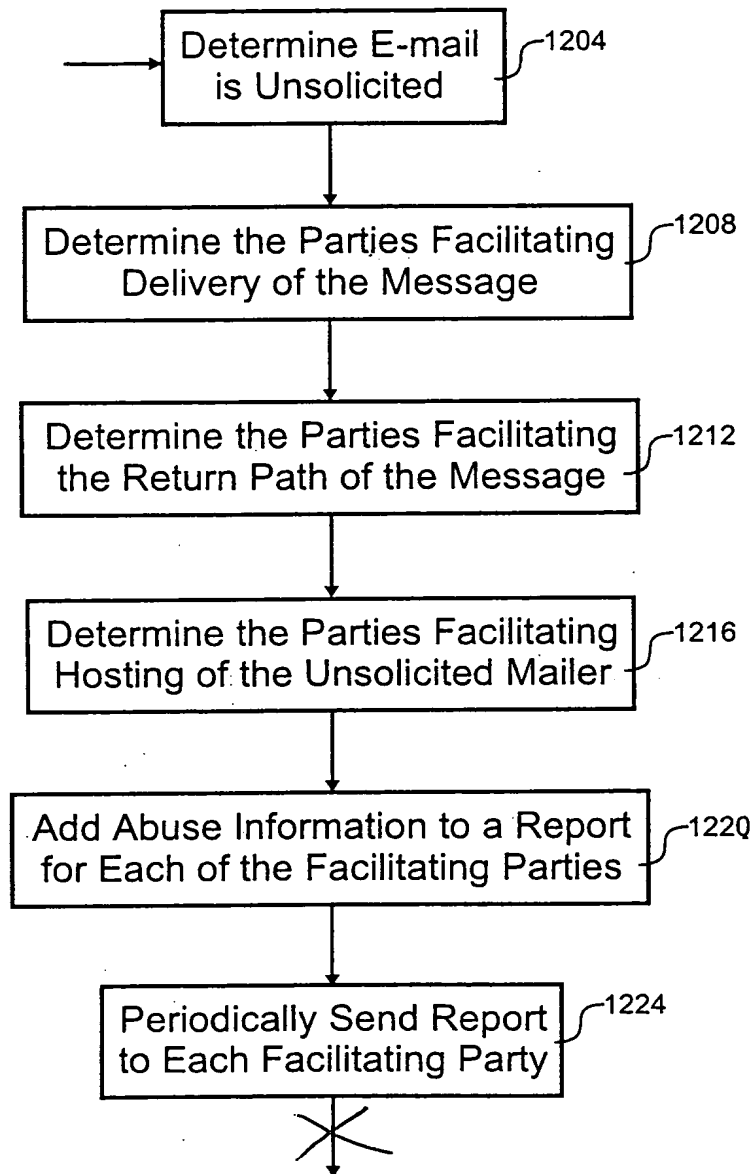 Determine E-mail
is Unsolicited
1204
Determine the Parties Facilitating
Delivery of the Message
1208
Determine the Parties Facilitating
the Return Path of the Message
1212
Determine the Parties Facilitating
Hosting of the Unsolicited Mailer
1216
Add Abuse Information to a Report
for Each of the Facilitating Parties
1220
Periodically Send Report
to Each Facilitating Party
1224